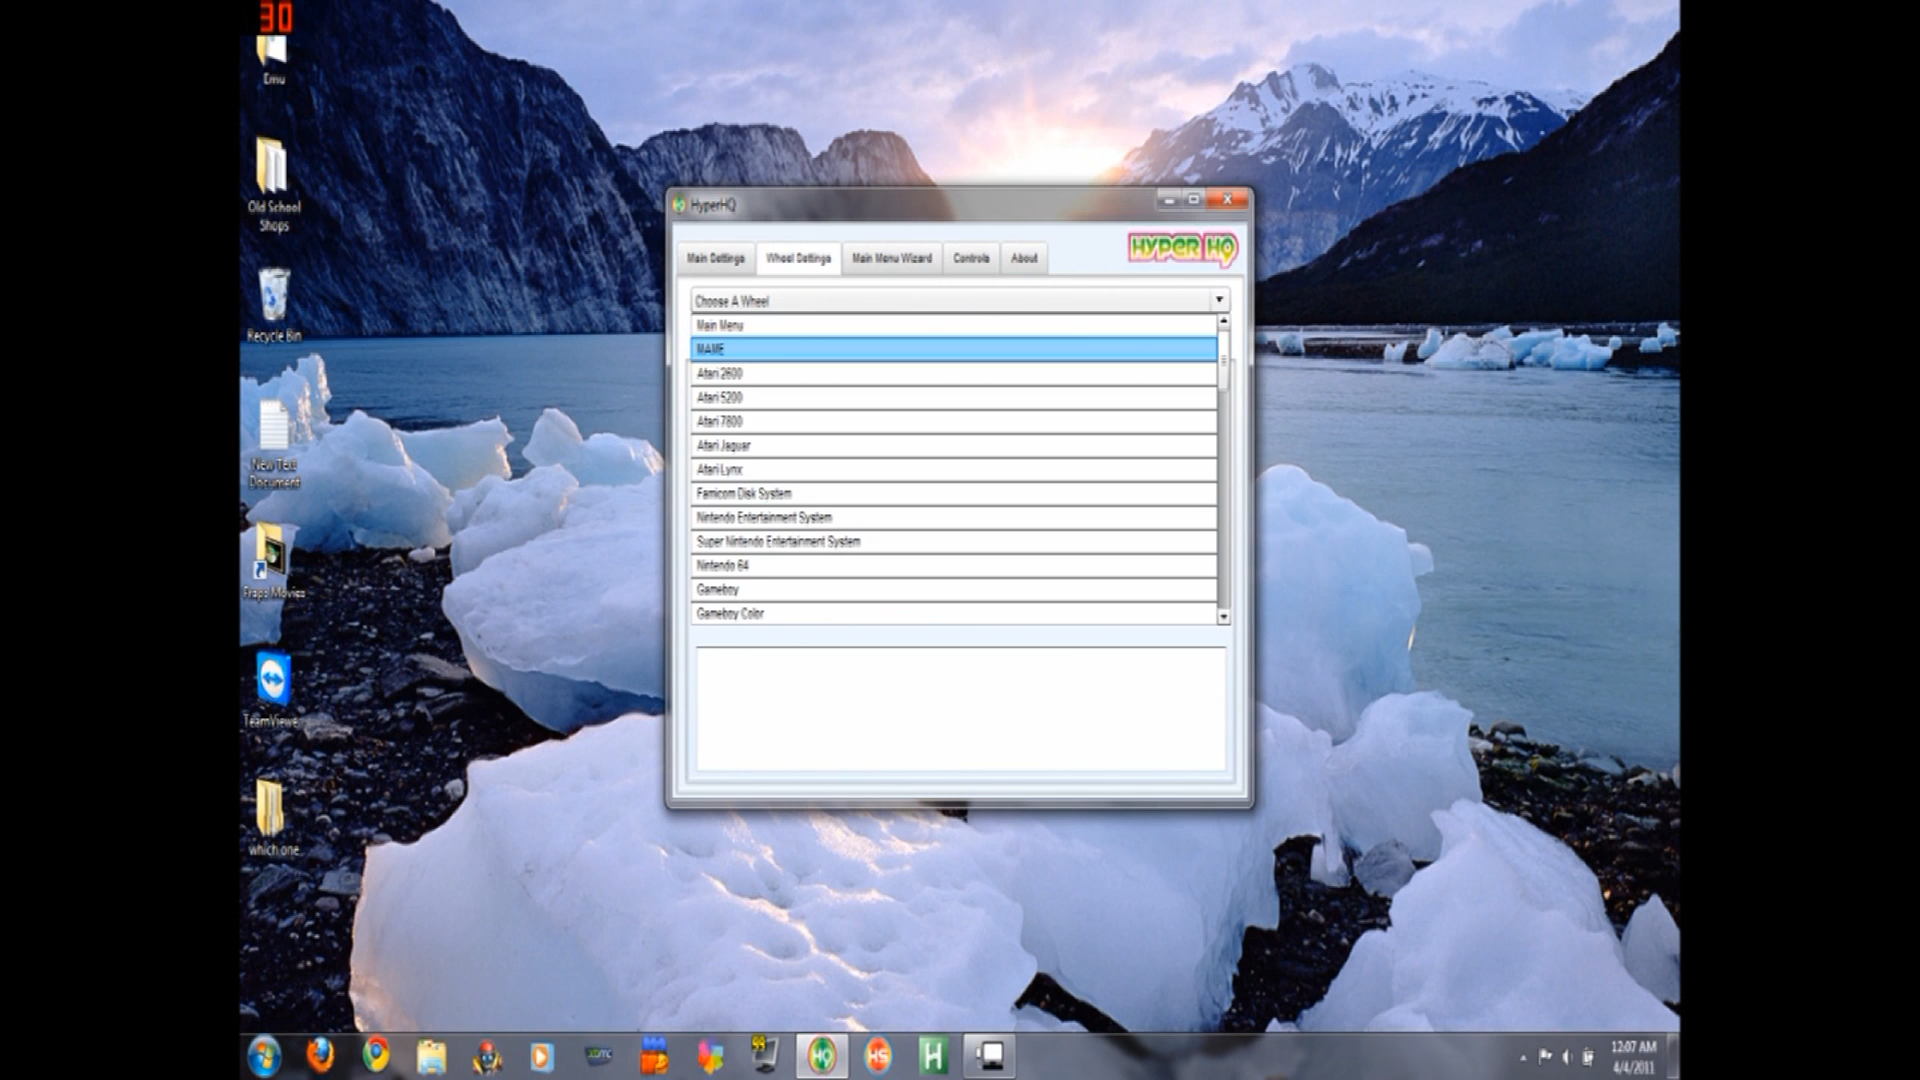 30
Emu
Old School
Shops
Recycle Bin
New Text
Document
Fraps Movies
TeamViewer
which one
HyperHQ
HYPER HQ
Main Settings
Wheel Settings
Main Menu Wizard
Controls
About
Choose A Wheel
Main Menu
MAME
Atari 2600
Atari 5200
Atari 7800
Atari Jaguar
Atari Lynx
Famicom Disk System
Nintendo Entertainment System
Super Nintendo Entertainment System
Nintendo 64
Gameboy
Gameboy Color
xbmc
99
HQ
HS
H
12:07 AM
4/4/2011